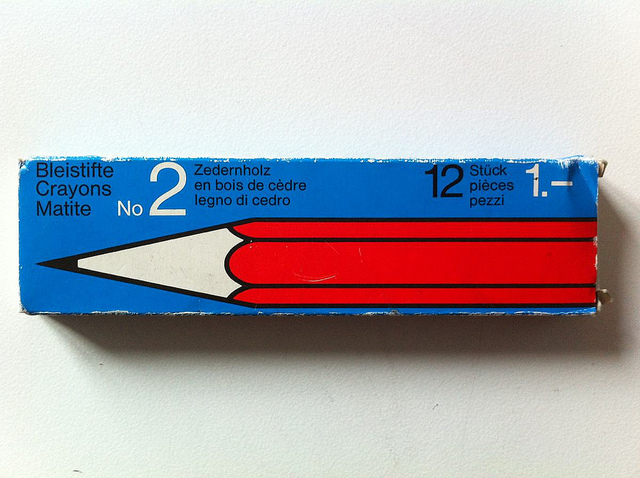 Bleistifte
Crayons
Matite
No 2
Zedernholz
en bois de cèdre
legno di cedro
12
Stück
pièces
pezzi
1.–